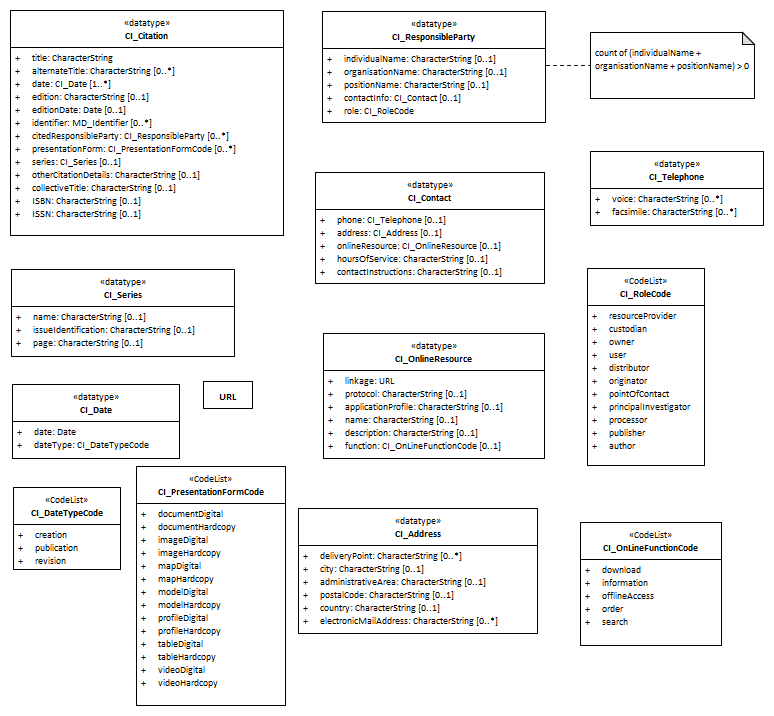 «datatype»
CI_Citation
+ title: CharacterString
+ alternateTitle: CharacterString [0..*]
+ date: CI_Date [1..*]
+ edition: CharacterString [0..1]
+ editionDate: Date [0..1]
+ identifier: MD_Identifier [0..*]
+ citedResponsibleParty: CI_ResponsibleParty [0..*]
+ presentationForm: CI_PresentationFormCode [0..*]
+ series: CI_Series [0..1]
+ otherCitationDetails: CharacterString [0..1]
+ collectiveTitle: CharacterString [0..1]
+ ISBN: CharacterString [0..1]
+ ISSN: CharacterString [0..1]
«datatype»
CI_ResponsibleParty
+ individualName: CharacterString [0..1]
+ organisationName: CharacterString [0..1]
+ positionName: CharacterString [0..1]
+ contactInfo: CI_Contact [0..1]
+ role: CI_RoleCode
count of (individualName +
organisationName + positionName) > 0
«datatype»
CI_Telephone
+ voice: CharacterString [0..*]
+ facsimile: CharacterString [0..*]
«datatype»
CI_Contact
+ phone: CI_Telephone [0..1]
+ address: CI_Address [0..1]
+ onlineResource: CI_OnlineResource [0..1]
+ hoursOfService: CharacterString [0..1]
+ contactInstructions: CharacterString [0..1]
«datatype»
CI_Series
+ name: CharacterString [0..1]
+ issueIdentification: CharacterString [0..1]
+ page: CharacterString [0..1]
«CodeList»
CI_RoleCode
+ resourceProvider
+ custodian
+ owner
+ user
+ distributor
+ originator
+ pointOfContact
+ principalInvestigator
+ processor
+ publisher
+ author
«datatype»
CI_OnlineResource
+ linkage: URL
+ protocol: CharacterString [0..1]
+ applicationProfile: CharacterString [0..1]
+ name: CharacterString [0..1]
+ description: CharacterString [0..1]
+ function: CI_OnLineFunctionCode [0..1]
«datatype»
CI_Date
+ date: Date
+ dateType: CI_DateTypeCode
URL
«CodeList»
CI_DateTypeCode
+ creation
+ publication
+ revision
«CodeList»
CI_PresentationFormCode
+ documentDigital
+ documentHardcopy
+ imageDigital
+ imageHardcopy
+ mapDigital
+ mapHardcopy
+ modelDigital
+ modelHardcopy
+ profileDigital
+ profileHardcopy
+ tableDigital
+ tableHardcopy
+ videoDigital
+ videoHardcopy
«datatype»
CI_Address
+ deliveryPoint: CharacterString [0..*]
+ city: CharacterString [0..1]
+ administrativeArea: CharacterString [0..1]
+ postalCode: CharacterString [0..1]
+ country: CharacterString [0..1]
+ electronicMailAddress: CharacterString [0..*]
«CodeList»
CI_OnLineFunctionCode
+ download
+ information
+ offlineAccess
+ order
+ search